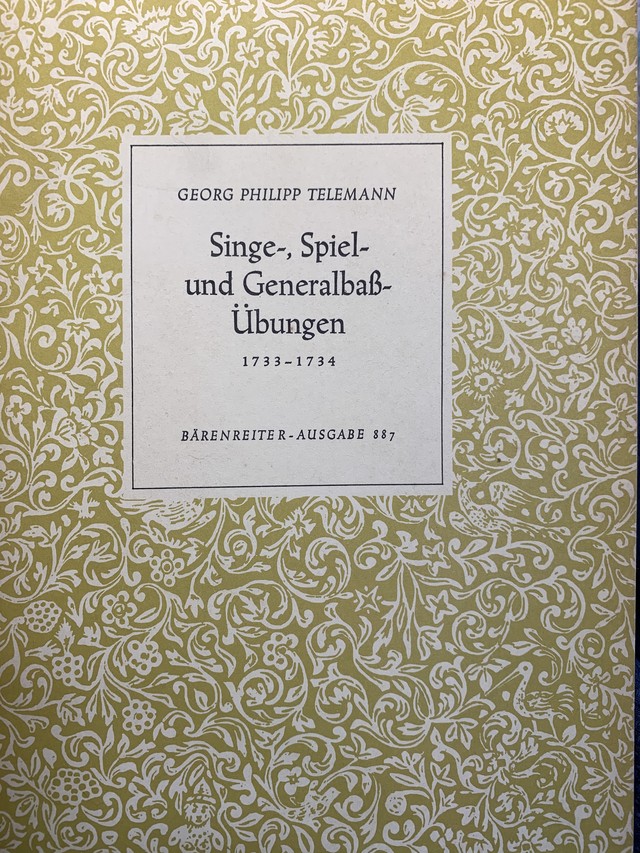 GEORG PHILIPP TELEMANN
Singe-, Spiel-
und Generalbaß-
Übungen
1733–1734
BÄRENREITER-AUSGABE 887